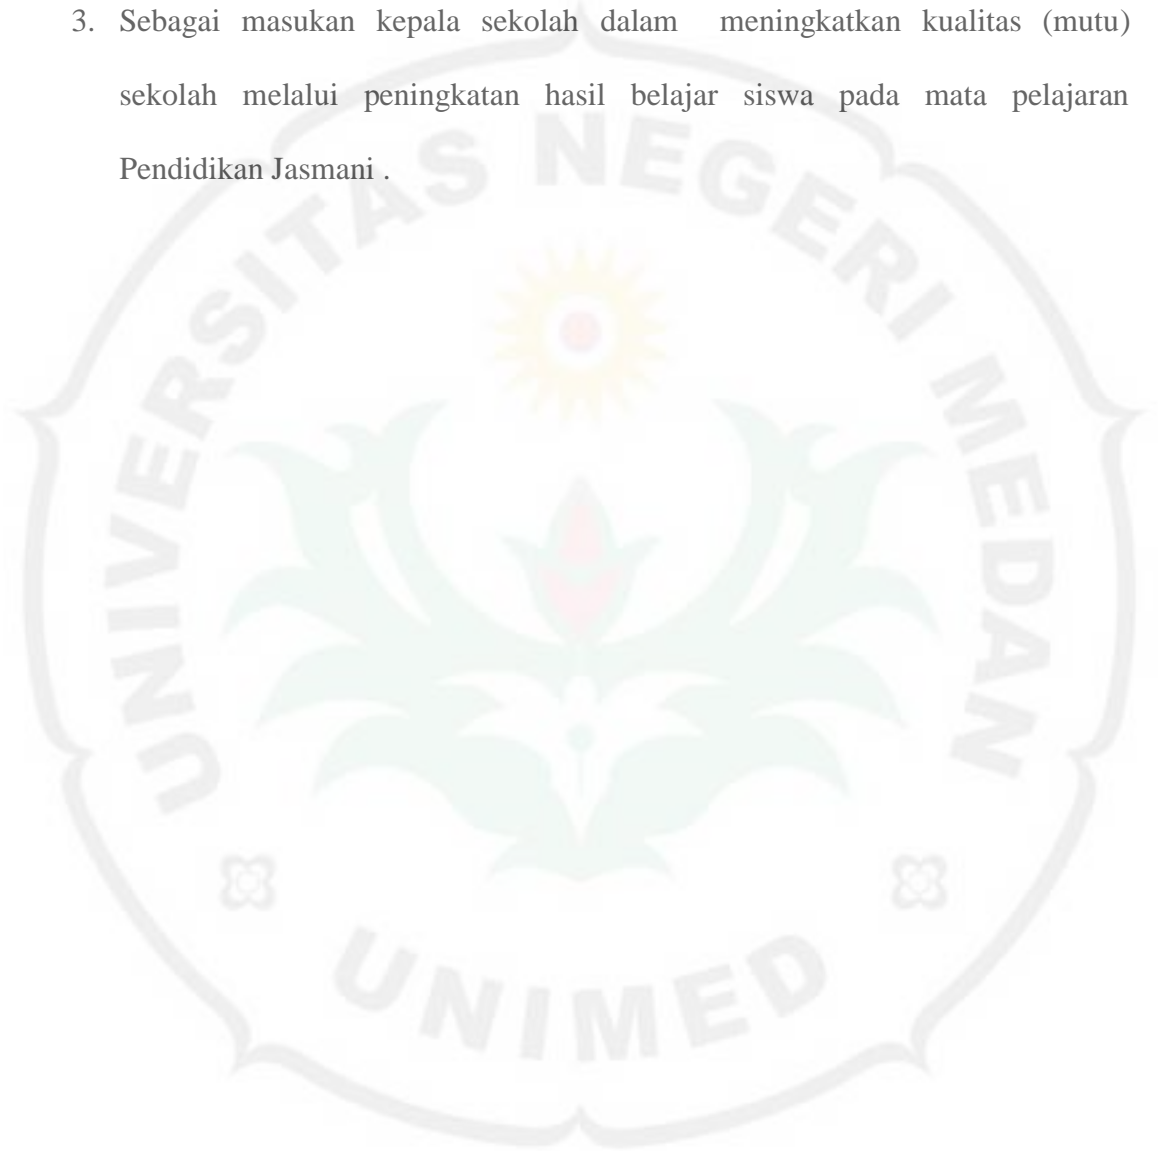 3. Sebagai masukan kepala sekolah dalam meningkatkan kualitas (mutu)
sekolah melalui peningkatan hasil belajar siswa pada mata pelajaran
Pendidikan Jasmani .
UNIVERSITAS NEGERI MEDAN
UNIMED